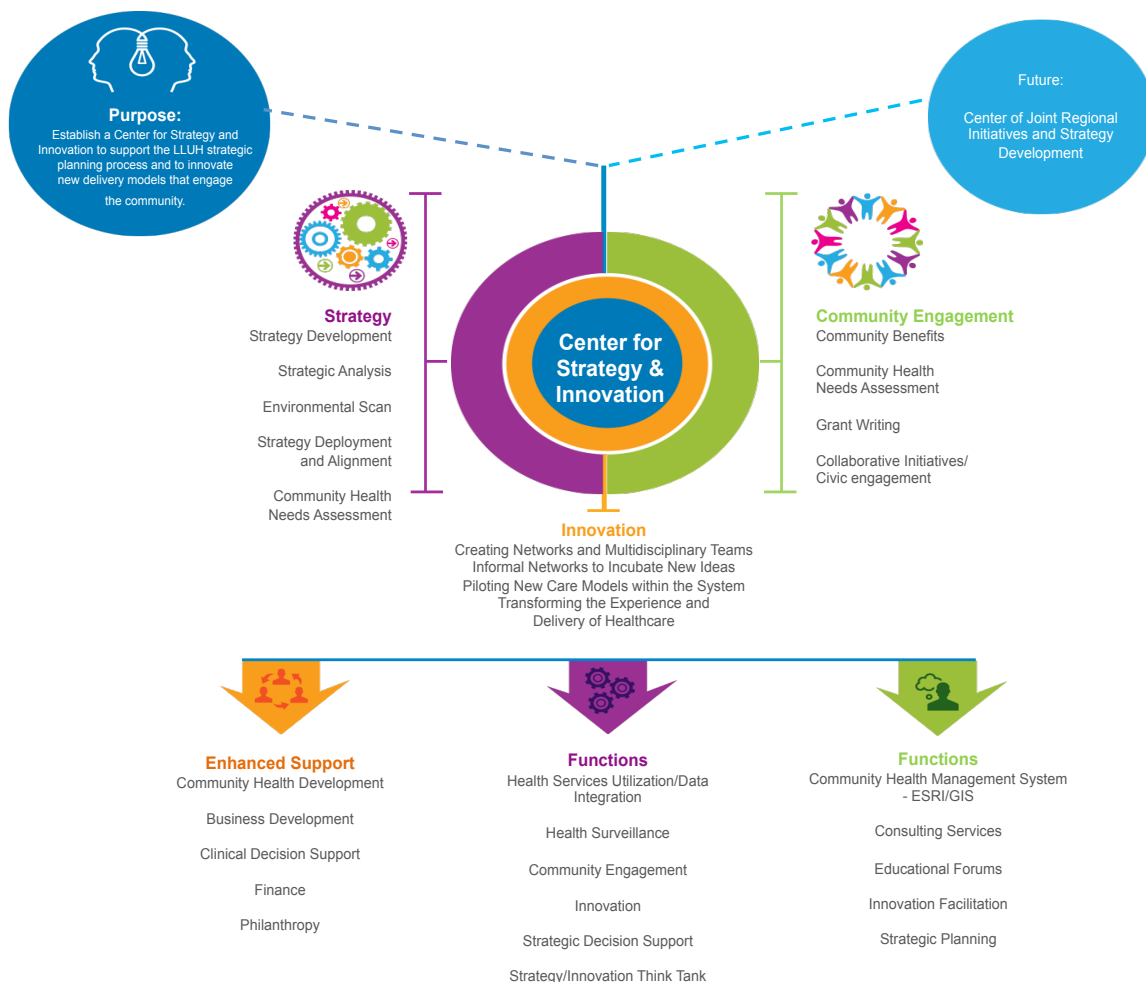 Purpose:
Establish a Center for Strategy and
Innovation to support the LLUH strategic
planning process and to innovate
new delivery models that engage
the community.
Future:
Center of Joint Regional
Initiatives and Strategy
Development
Strategy
Strategy Development
Strategic Analysis
Environmental Scan
Strategy Deployment
and Alignment
Community Health
Needs Assessment
Center for
Strategy &
Innovation
Community Engagement
Community Benefits
Community Health
Needs Assessment
Grant Writing
Collaborative Initiatives/
Civic engagement
Innovation
Creating Networks and Multidisciplinary Teams
Informal Networks to Incubate New Ideas
Piloting New Care Models within the System
Transforming the Experience and
Delivery of Healthcare
Enhanced Support
Community Health Development
Business Development
Clinical Decision Support
Finance
Philanthropy
Functions
Health Services Utilization/Data
Integration
Health Surveillance
Community Engagement
Innovation
Strategic Decision Support
Strategy/Innovation Think Tank
Functions
Community Health Management System
- ESRI/GIS
Consulting Services
Educational Forums
Innovation Facilitation
Strategic Planning